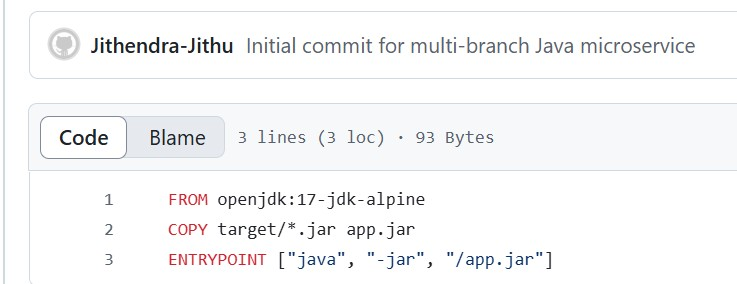 Jithendra-Jithu Initial commit for multi-branch Java microservice
Code Blame 3 lines (3 loc) · 93 Bytes
1 FROM openjdk:17-jdk-alpine
2 COPY target/*.jar app.jar
3 ENTRYPOINT ["java", "-jar", "/app.jar"]